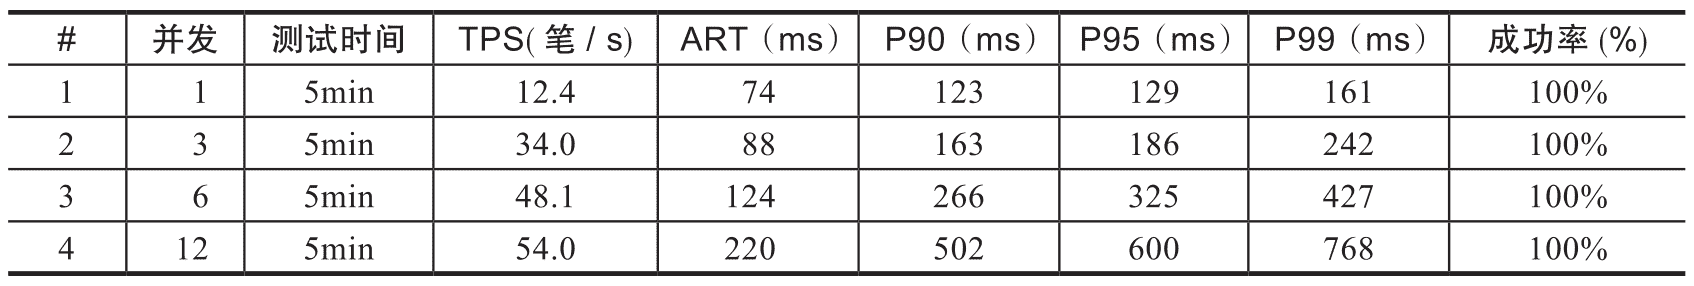 # 并发 测试时间 TPS(笔 / s) ART（ms） P90（ms） P95（ms） P99（ms） 成功率(%)
1 1 5min 12.4 74 123 129 161 100%
2 3 5min 34.0 88 163 186 242 100%
3 6 5min 48.1 124 266 325 427 100%
4 12 5min 54.0 220 502 600 768 100%